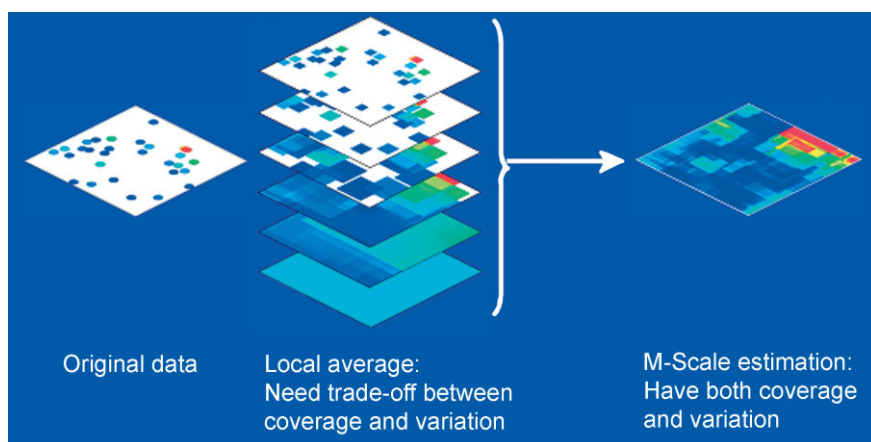 Original data
Local average:
Need trade-off between
coverage and variation
M-Scale estimation:
Have both coverage
and variation